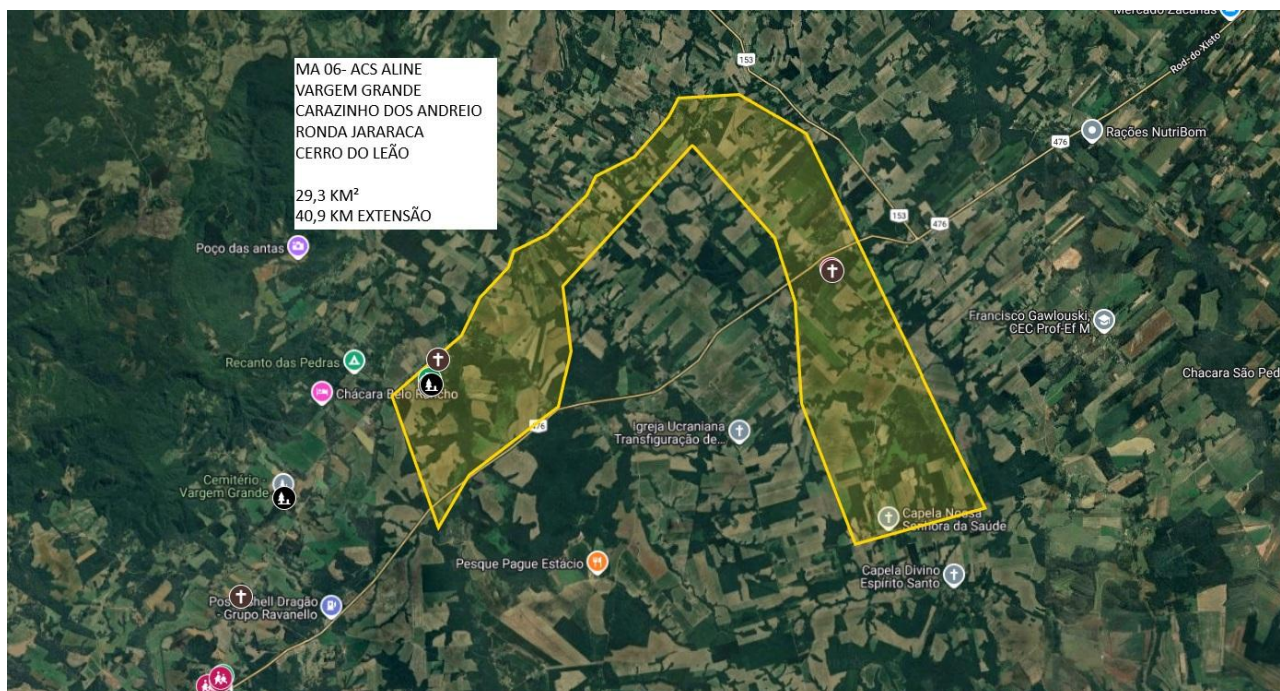 Mercado Zacarias
153
Rod.-do-Xisto
MA 06- ACS ALINE
VARGEM GRANDE
CARAZINHO DOS ANDREIO
RONDA JARARACA
CERRO DO LEÃO
29,3 KM²
40,9 KM EXTENSÃO
Rações NutriBom
476
153
476
Poço das antas
Francisco Gawlouski,
CEC Prof-Ef M
Recanto das Pedras
Chacara São Ped
Chácara Belo Rancho
476
Igreja Ucraniana
Transfiguração de...
Cemitério
Vargem Grande
Capela Nossa
Senhora da Saúde
Pesque Pague Estácio
Capela Divino
Espírito Santo
Shell Dragão
- Grupo Ravanello